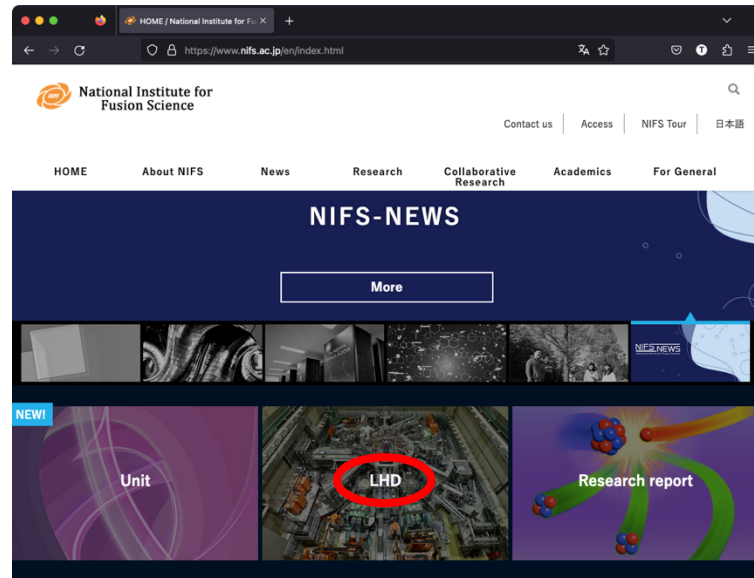 HOME / National Institute for Fu
https://www.nifs.ac.jp/en/index.html
National Institute for
Fusion Science
Contact us
Access
NIFS Tour
日本語
HOME
About NIFS
News
Research
Collaborative
Research
Academics
For General
NIFS-NEWS
More
NIFS NEWS
NEW!
Unit
LHD
Research report